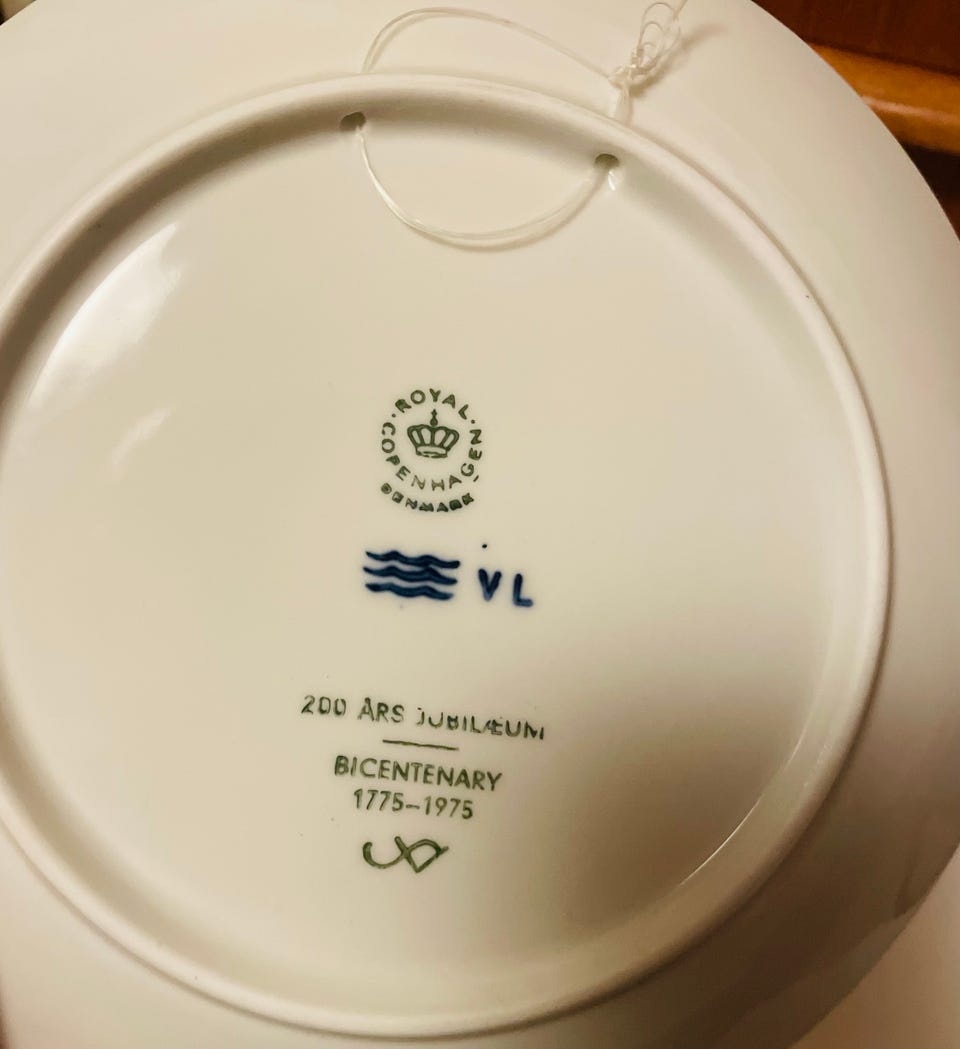 ROYAL COPENHAGEN
DENMARK
VL
200 ÅRS JUBILÆUM
BICENTENARY
1775-1975